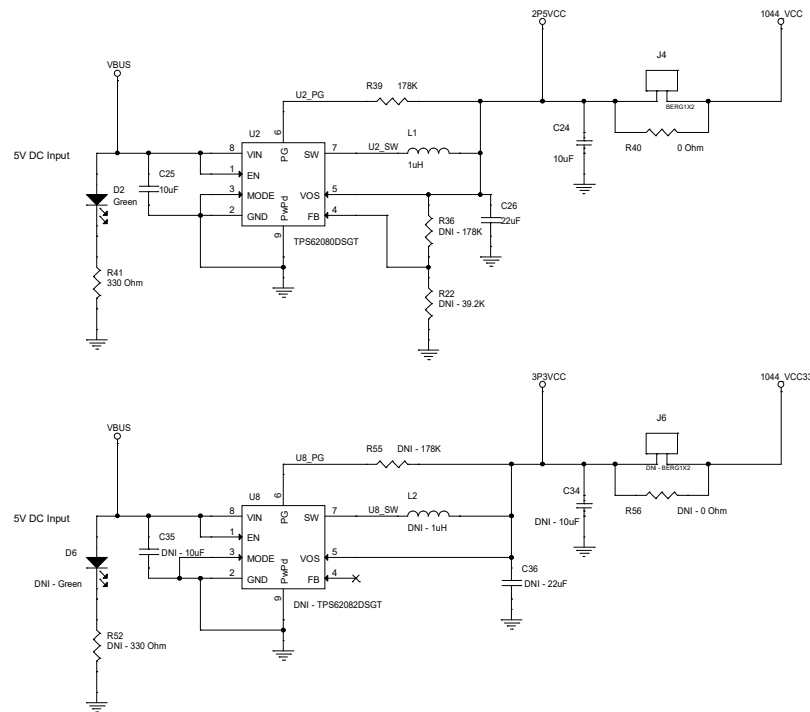 2P5VCC
1044_VCC
VBUS
J4
BERG1X2
R39 178K
U2_PG
R40 0 Ohm
C24
10uF
5V DC Input
U2
L1
1uH
U2_SW
C25
10uF
D2
Green
R41
330 Ohm
8 VIN
1 EN
3 MODE
2 GND
6 PG
SW 7
VOS 5
FB 4
PwPd 9
TPS62080DSGT
R36
DNI - 178K
C26
22uF
R22
DNI - 39.2K
3P3VCC
1044_VCC33
VBUS
J6
DNI - BERG1X2
R55 DNI - 178K
U8_PG
R56 DNI - 0 Ohm
C34
DNI - 10uF
5V DC Input
U8
L2
DNI - 1uH
U8_SW
C35
DNI - 10uF
D6
DNI - Green
R52
DNI - 330 Ohm
8 VIN
1 EN
3 MODE
2 GND
6 PG
SW 7
VOS 5
FB 4
PwPd 9
DNI - TPS62082DSGT
C36
DNI - 22uF